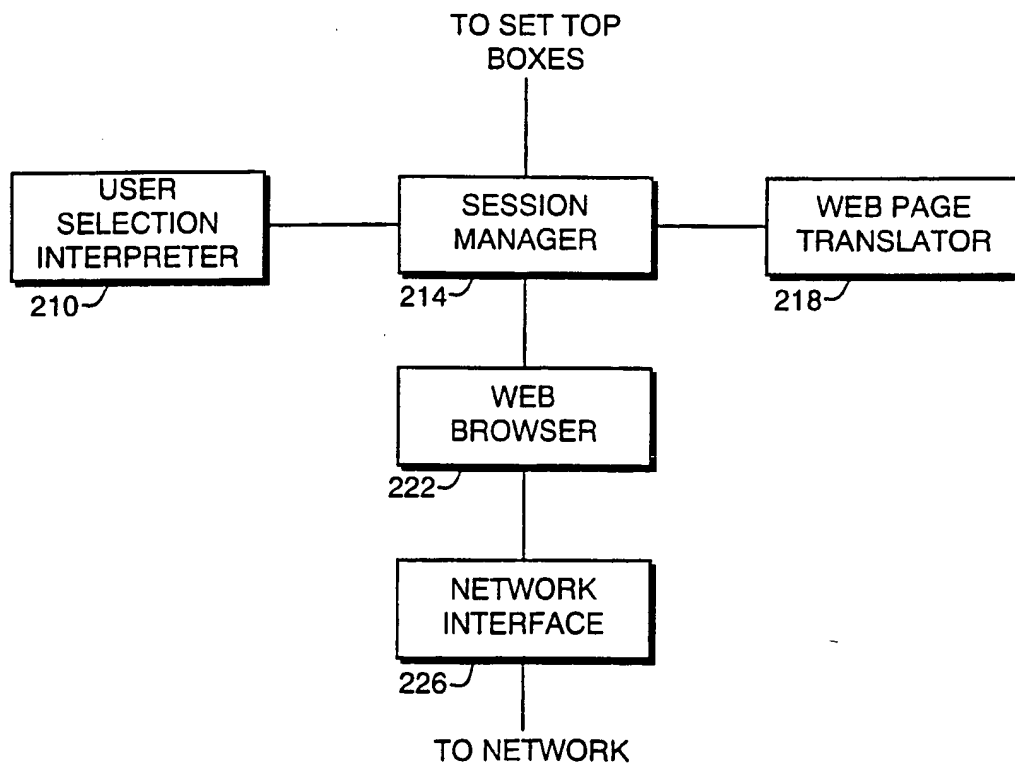 TO SET TOP
BOXES
USER
SELECTION
INTERPRETER
210
SESSION
MANAGER
214
WEB PAGE
TRANSLATOR
218
WEB
BROWSER
222
NETWORK
INTERFACE
226
TO NETWORK